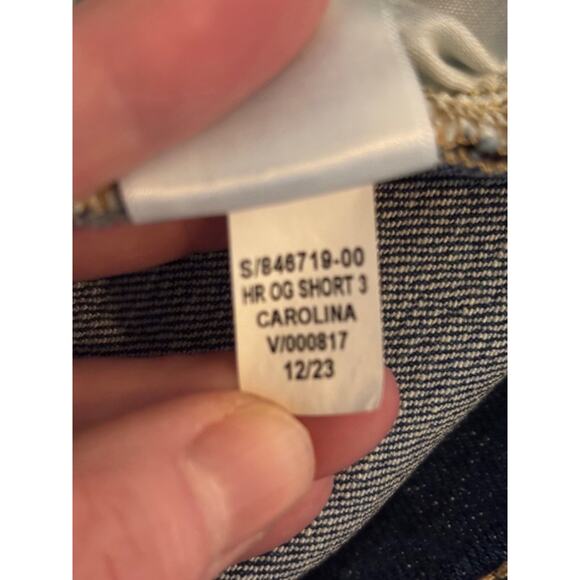 S/846719-00
HR OG SHORT 3
CAROLINA
V/000817
12/23